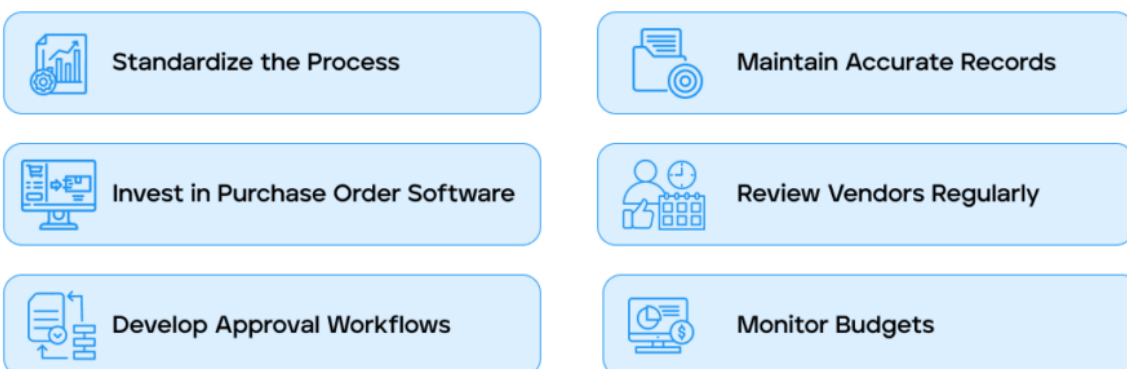 Standardize the Process
Maintain Accurate Records
Invest in Purchase Order Software
Review Vendors Regularly
Develop Approval Workflows
Monitor Budgets